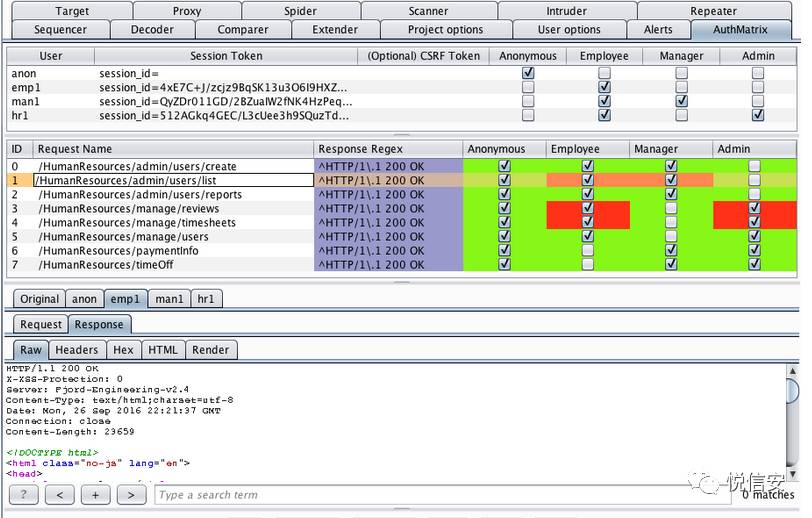 Target Proxy Spider Scanner Intruder Repeater
Sequencer Decoder Comparer Extender Project options User options Alerts AuthMatrix
User Session Token (Optional) CSRF Token Anonymous Employee Manager Admin
anon session_id=
emp1 session_id=4xE7C+J/zcjz9BqSK13u3O6I9HXZ...
man1 session_id=QyZDr011GD/2BZualW2fNK4HzPeq...
hr1 session_id=512AGkq4GEC/L3cUee3h9SQuzTd...
ID Request Name Response Regex Anonymous Employee Manager Admin
0 /HumanResources/admin/users/create ^HTTP/1\.1 200 OK
1 /HumanResources/admin/users/list ^HTTP/1\.1 200 OK
2 /HumanResources/admin/users/reports ^HTTP/1\.1 200 OK
3 /HumanResources/manage/reviews ^HTTP/1\.1 200 OK
4 /HumanResources/manage/timesheets ^HTTP/1\.1 200 OK
5 /HumanResources/manage/users ^HTTP/1\.1 200 OK
6 /HumanResources/paymentInfo ^HTTP/1\.1 200 OK
7 /HumanResources/timeOff ^HTTP/1\.1 200 OK
Original anon emp1 man1 hr1
Request Response
Raw Headers Hex HTML Render
HTTP/1.1 200 OK
X-XSS-Protection: 0
Server: Fjord-Engineering-v2.4
Content-Type: text/html;charset=utf-8
Date: Mon, 26 Sep 2016 22:21:37 GMT
Connection: close
Content-Length: 23659
<!DOCTYPE html>
<html class="no-js" lang="en">
<head>
? < + > Type a search term 0 matches
悦信安